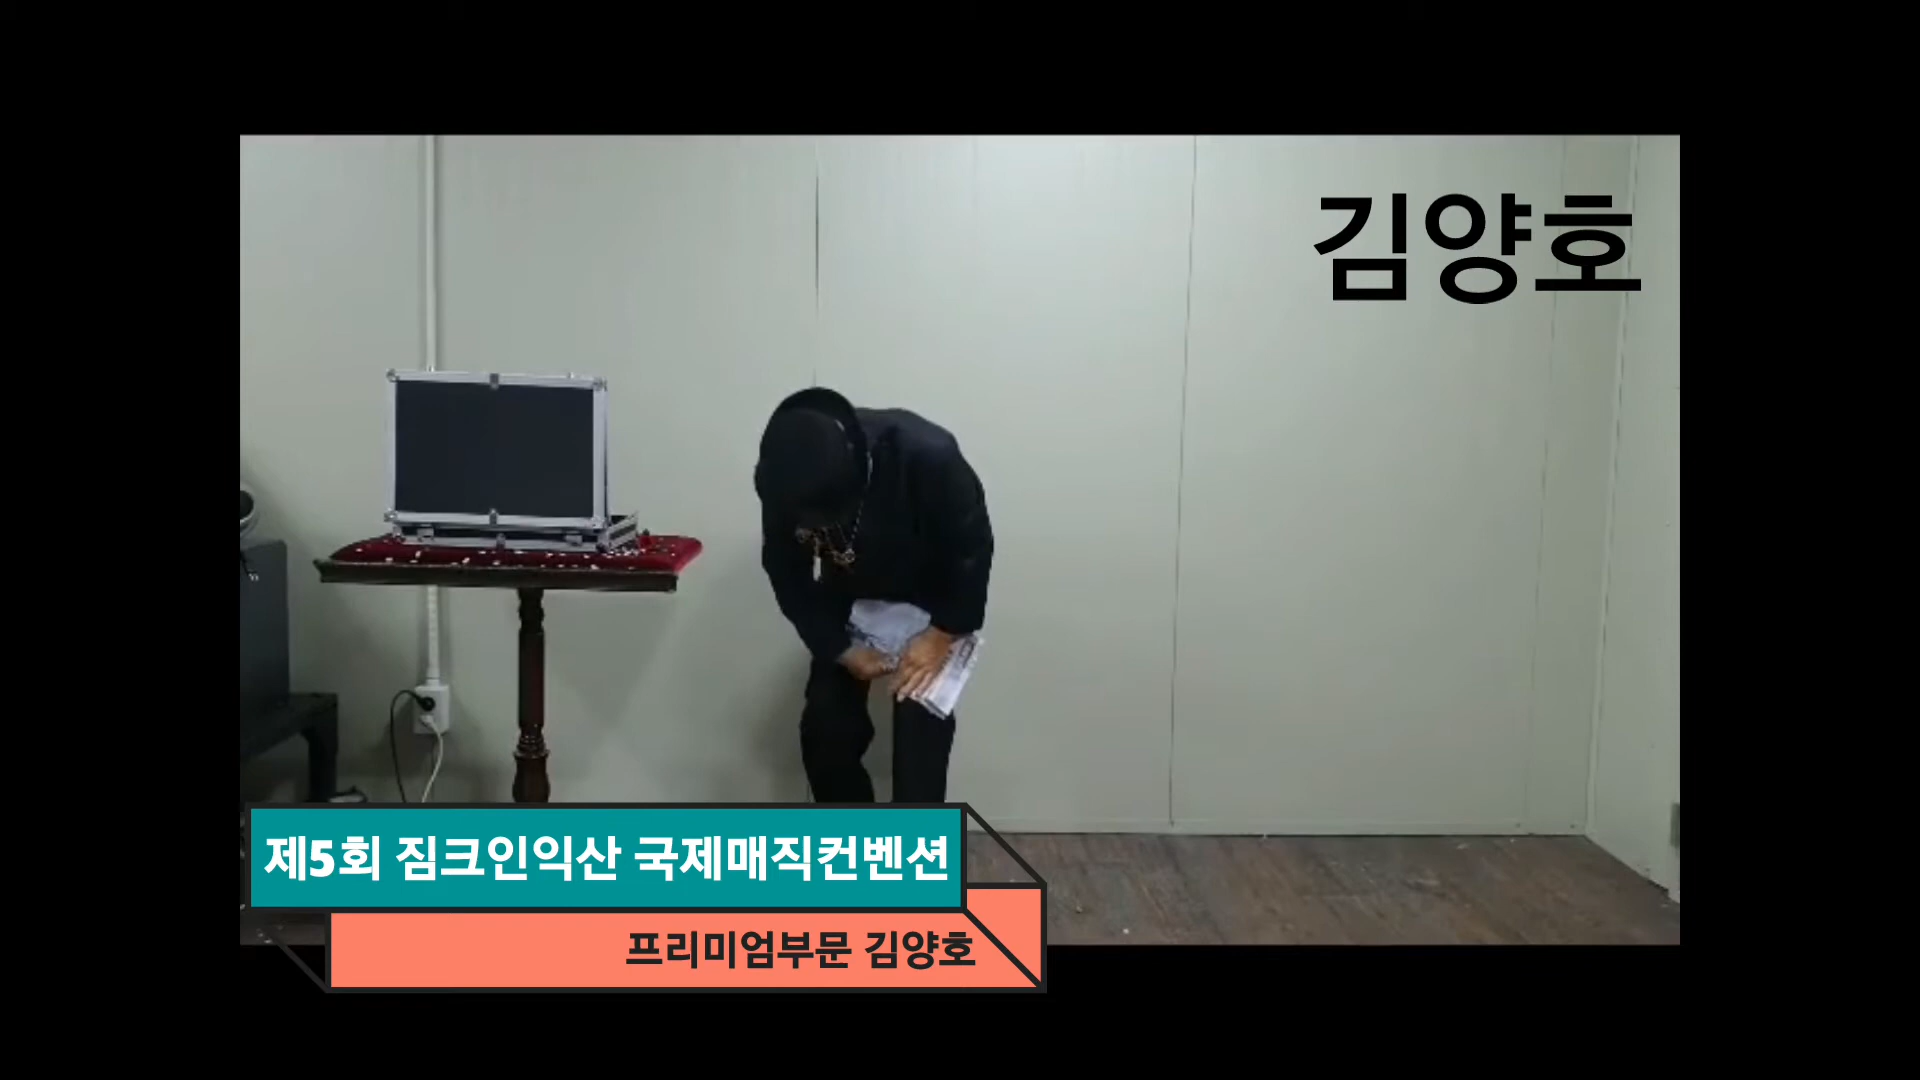 김양호
제5회 짐크인익산 국제매직컨벤션
프리미엄부문 김양호